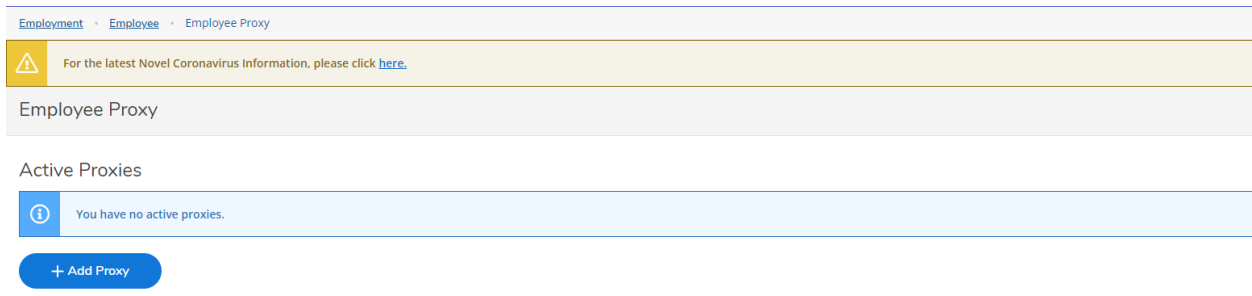 Employment • Employee • Employee Proxy
For the latest Novel Coronavirus Information, please click here.
Employee Proxy
Active Proxies
You have no active proxies.
+ Add Proxy